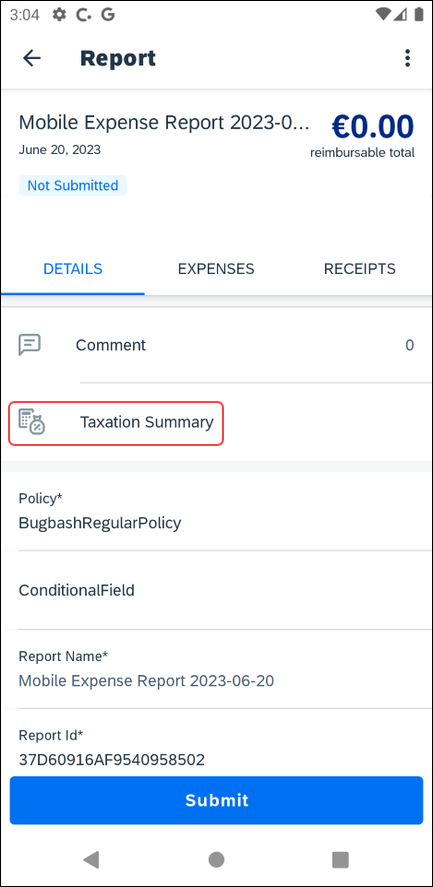 3:04
Report
Mobile Expense Report 2023-0... €0.00
June 20, 2023 reimbursable total
Not Submitted
DETAILS EXPENSES RECEIPTS
Comment 0
Taxation Summary
Policy*
BugbashRegularPolicy
ConditionalField
Report Name*
Mobile Expense Report 2023-06-20
Report Id*
37D60916AF9540958502
Submit